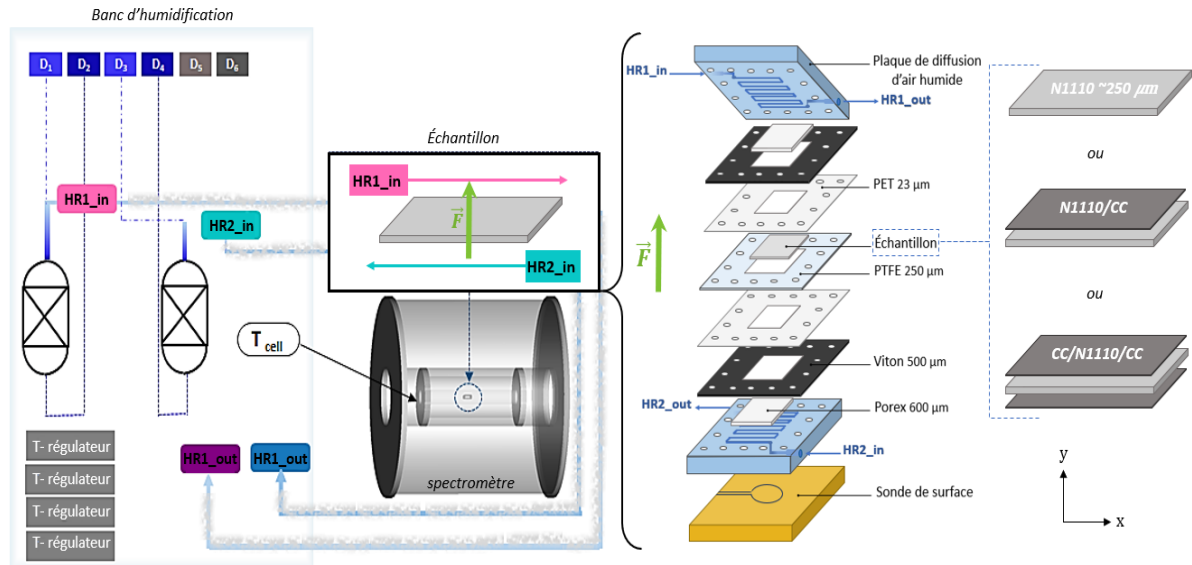 Banc d'humidification
D1 D2 D3 D4 D5 D6
HR1_in
HR2_in
T- régulateur
T- régulateur
T- régulateur
T- régulateur
HR1_out
HR1_out
Échantillon
HR1_in
F
HR2_in
T cell
spectromètre
F
HR1_in
Plaque de diffusion
d'air humide
HR1_out
PET 23 µm
Échantillon
PTFE 250 µm
Viton 500 µm
HR2_out
Porex 600 µm
HR2_in
Sonde de surface
N1110 ~250 µm
ou
N1110/CC
ou
CC/N1110/CC
y
x